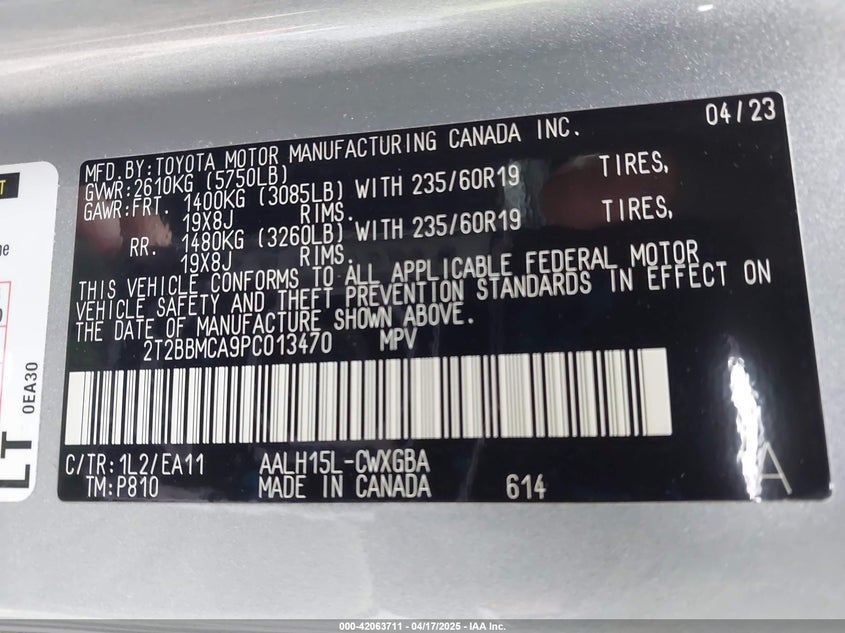 04/23
MFD.BY:TOYOTA MOTOR MANUFACTURING CANADA INC.
GVWR:2610KG (5750LB)
GAWR:FRT. 1400KG (3085LB) WITH 235/60R19 TIRES,
19X8J RIMS.
RR. 1480KG (3260LB) WITH 235/60R19 TIRES,
19X8J RIMS.
THIS VEHICLE CONFORMS TO ALL APPLICABLE FEDERAL MOTOR
VEHICLE SAFETY AND THEFT PREVENTION STANDARDS IN EFFECT ON
THE DATE OF MANUFACTURE SHOWN ABOVE.
2T2BBMCA9PC013470 MPV
C/TR:1L2/EA11 AALH15L-CWXGBA
TM:P810 MADE IN CANADA 614
A
0EA30
LT
000-42063711 - 04/17/2025 - IAA Inc.